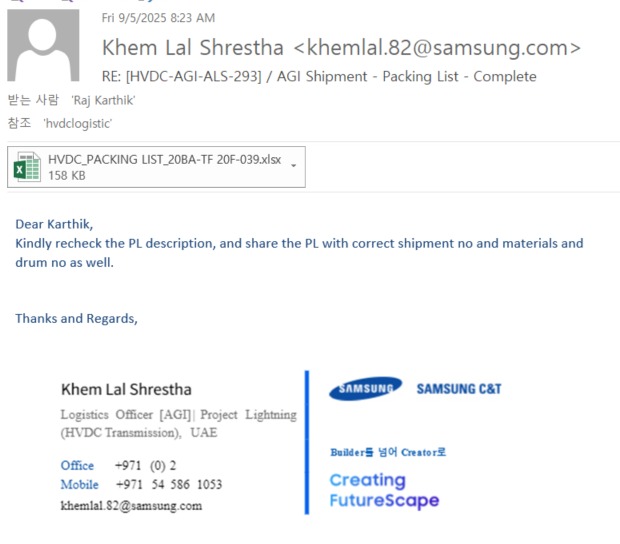 Fri 9/5/2025 8:23 AM
Khem Lal Shrestha <khemlal.82@samsung.com>
RE: [HVDC-AGI-ALS-293] / AGI Shipment - Packing List - Complete
받는 사람 'Raj Karthik'
참조 'hvdclogistic'
HVDC_PACKING LIST_20BA-TF 20F-039.xlsx
158 KB
Dear Karthik,
Kindly recheck the PL description, and share the PL with correct shipment no and materials and
drum no as well.
Thanks and Regards,
Khem Lal Shrestha
Logistics Officer [AGI]| Project Lightning
(HVDC Transmission), UAE
Office +971 (0) 2
Mobile +971 54 586 1053
khemlal.82@samsung.com
SAMSUNG SAMSUNG C&T
Builder를 넘어 Creator로
Creating
FutureScape